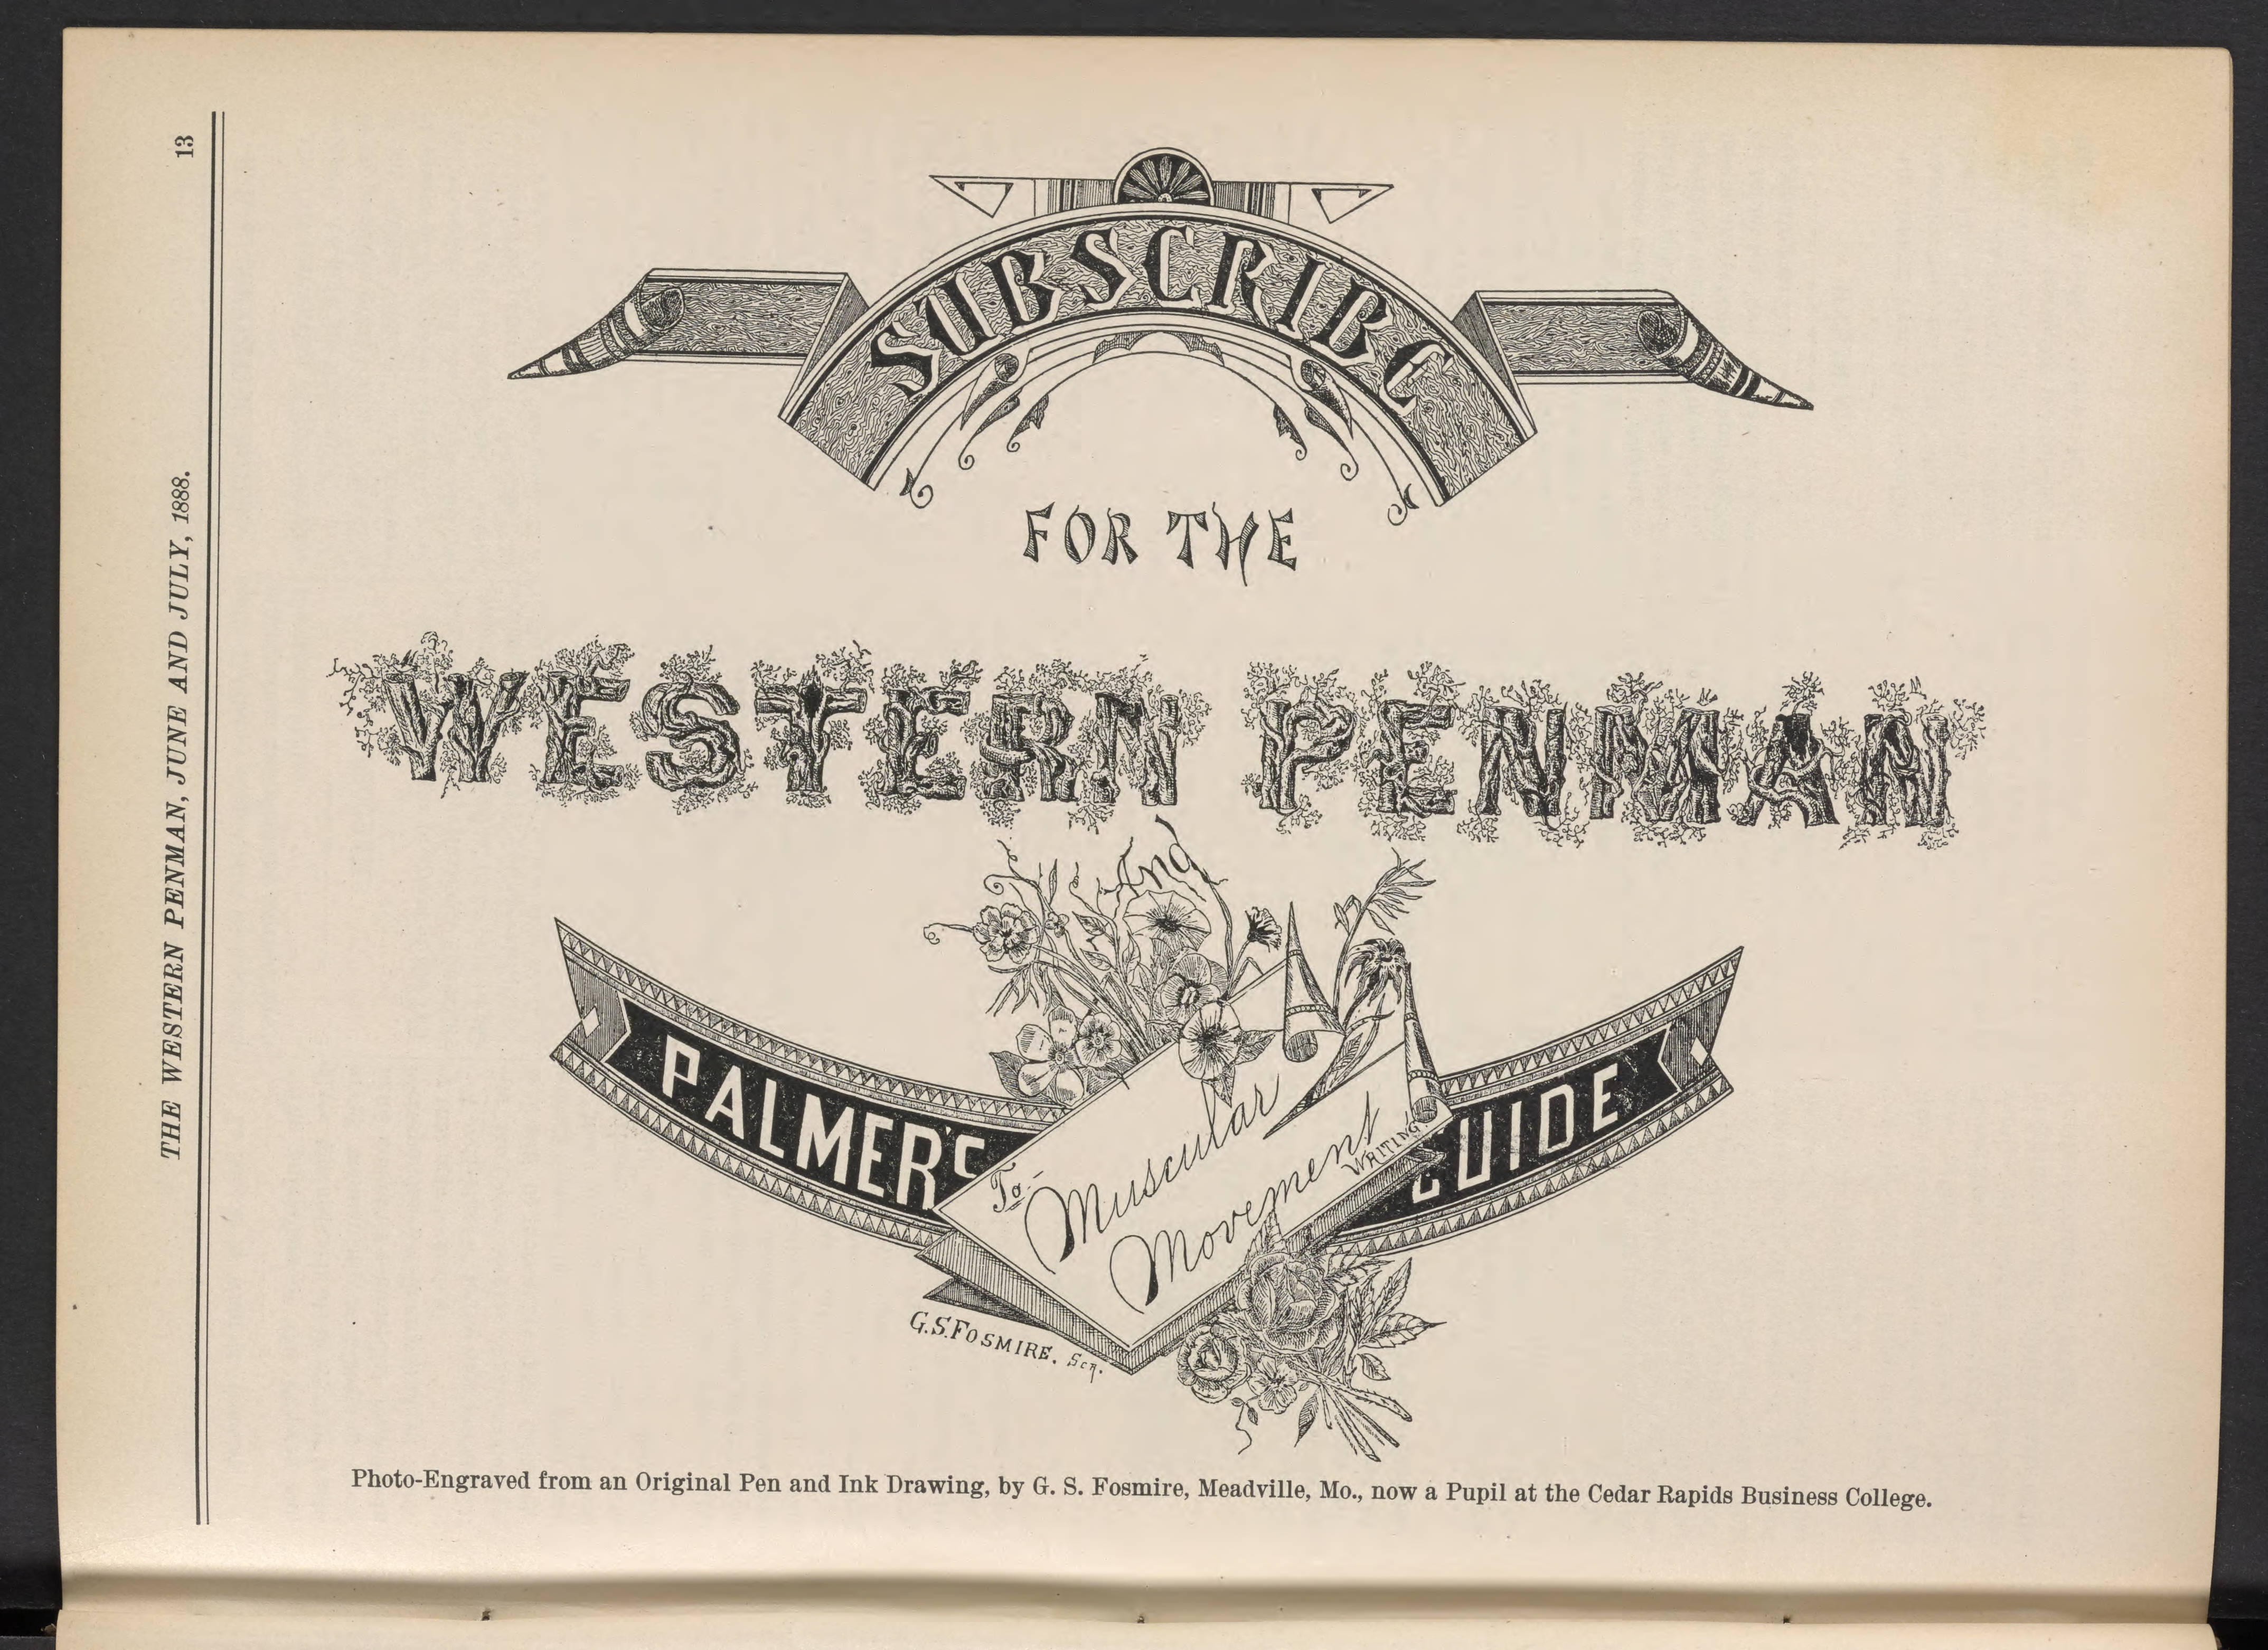 13
THE WESTERN PENMAN, JUNE AND JULY, 1888.
SUBSCRIBE
FOR THE
WESTERN PENMAN
And
PALMER'S GUIDE
To
Muscular
Movement
WRITING
G.S.FOSMIRE. Scr.
Photo-Engraved from an Original Pen and Ink Drawing, by G. S. Fosmire, Meadville, Mo., now a Pupil at the Cedar Rapids Business College.